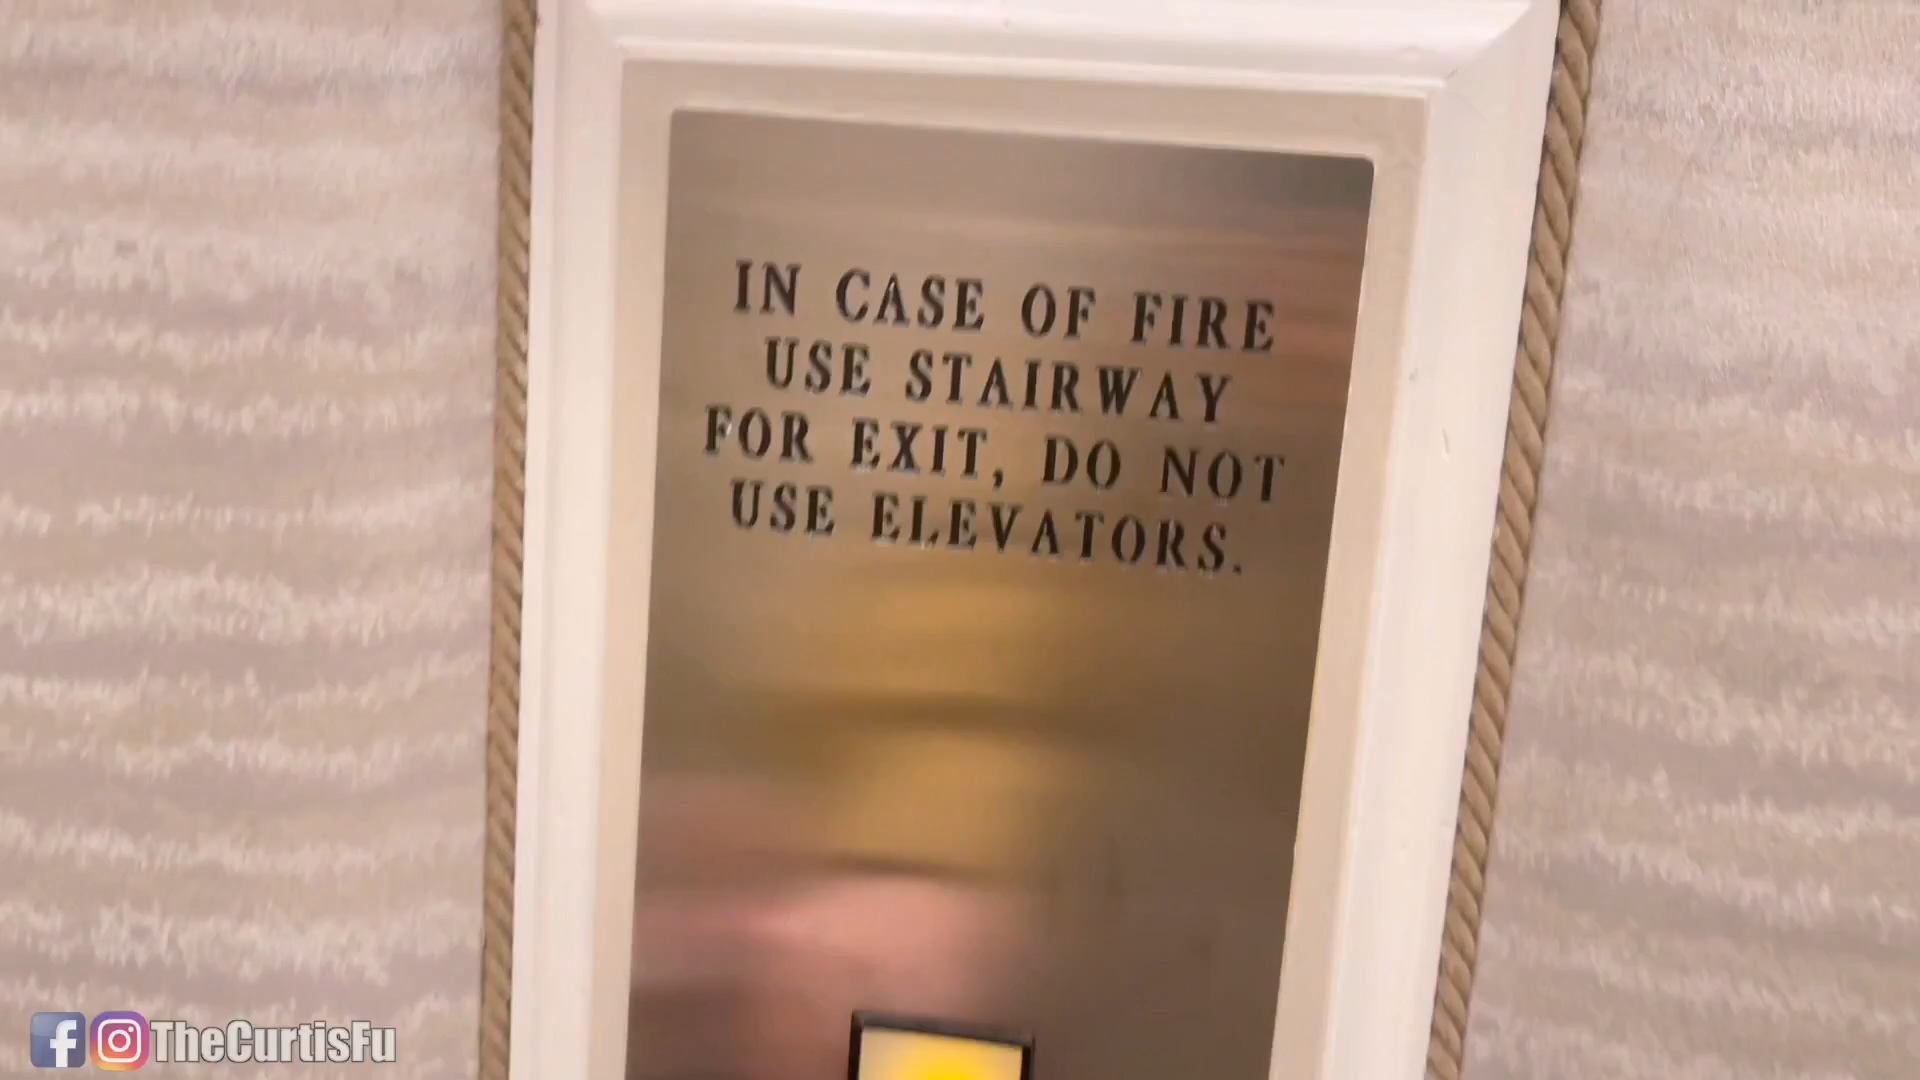 IN CASE OF FIRE
USE STAIRWAY
FOR EXIT, DO NOT
USE ELEVATORS.
TheCurtisFu